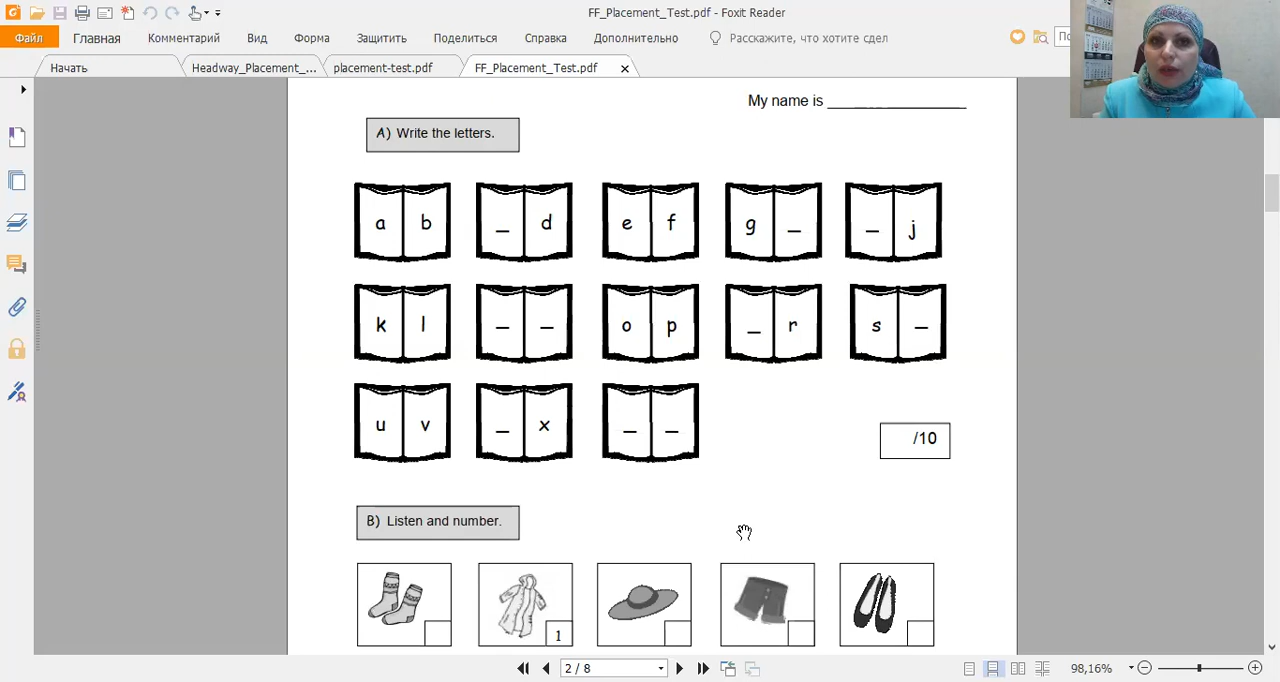 FF_Placement_Test.pdf - Foxit Reader
Файл Главная Комментарий Вид Форма Защитить Поделиться Справка Дополнительно Расскажите, что хотите сдел
Начать Headway_Placement_... placement-test.pdf FF_Placement_Test.pdf
My name is _________________
A) Write the letters.
a b _ d e f g _ _ j
k l _ _ o p _ r s _
u v _ x _ _
/10
B) Listen and number.
1
2 / 8 98,16%